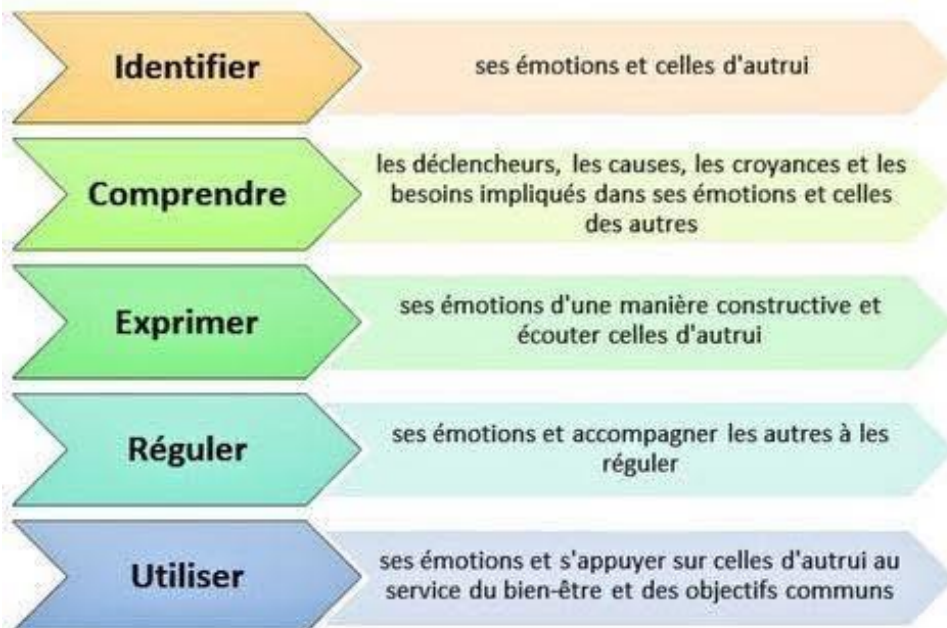 Identifier
ses émotions et celles d'autrui
Comprendre
les déclencheurs, les causes, les croyances et les
besoins impliqués dans ses émotions et celles
des autres
Exprimer
ses émotions d'une manière constructive et
écouter celles d'autrui
Réguler
ses émotions et accompagner les autres à les
réguler
Utiliser
ses émotions et s'appuyer sur celles d'autrui au
service du bien-être et des objectifs communs